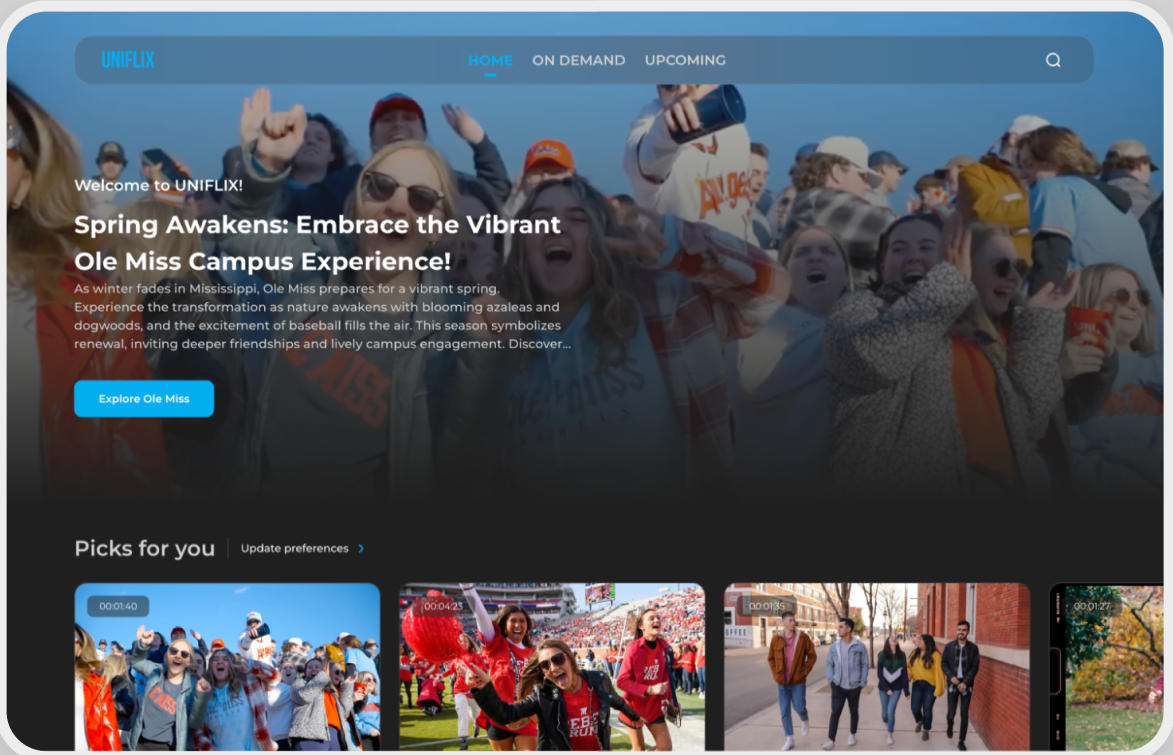 UNIFLIX
HOME ON DEMAND UPCOMING
Welcome to UNIFLIX!
Spring Awakens: Embrace the Vibrant
Ole Miss Campus Experience!
As winter fades in Mississippi, Ole Miss prepares for a vibrant spring.
Experience the transformation as nature awakens with blooming azaleas and
dogwoods, and the excitement of baseball fills the air. This season symbolizes
renewal, inviting deeper friendships and lively campus engagement. Discover...
Explore Ole Miss
Picks for you
Update preferences
00:01:40
00:04:23
00:01:35
00:01:27